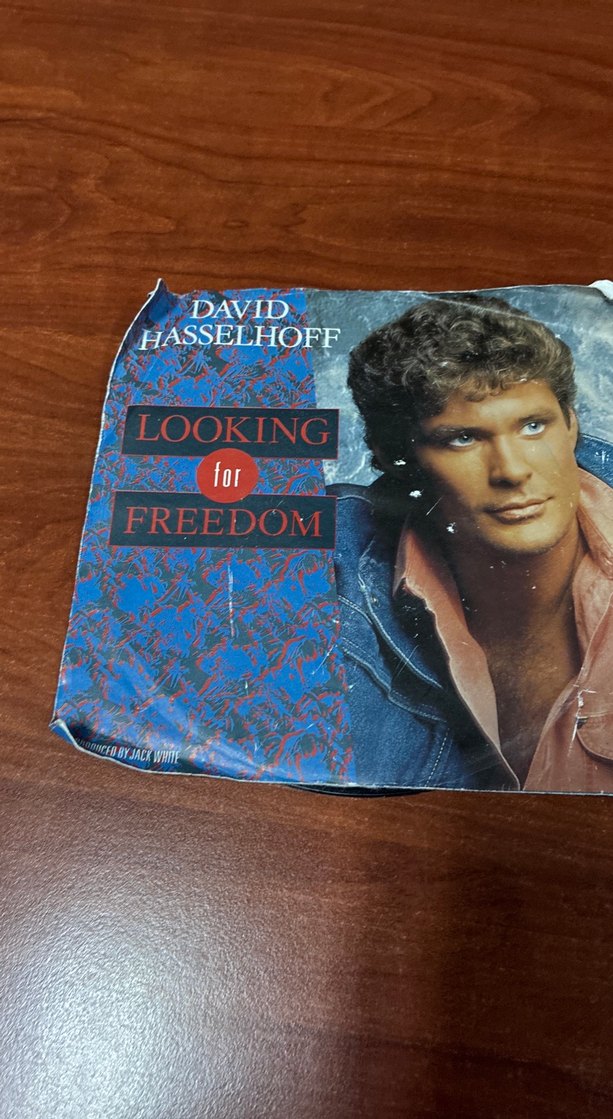 DAVID
HASSELHOFF
LOOKING
for
FREEDOM
BY JACK WHITE